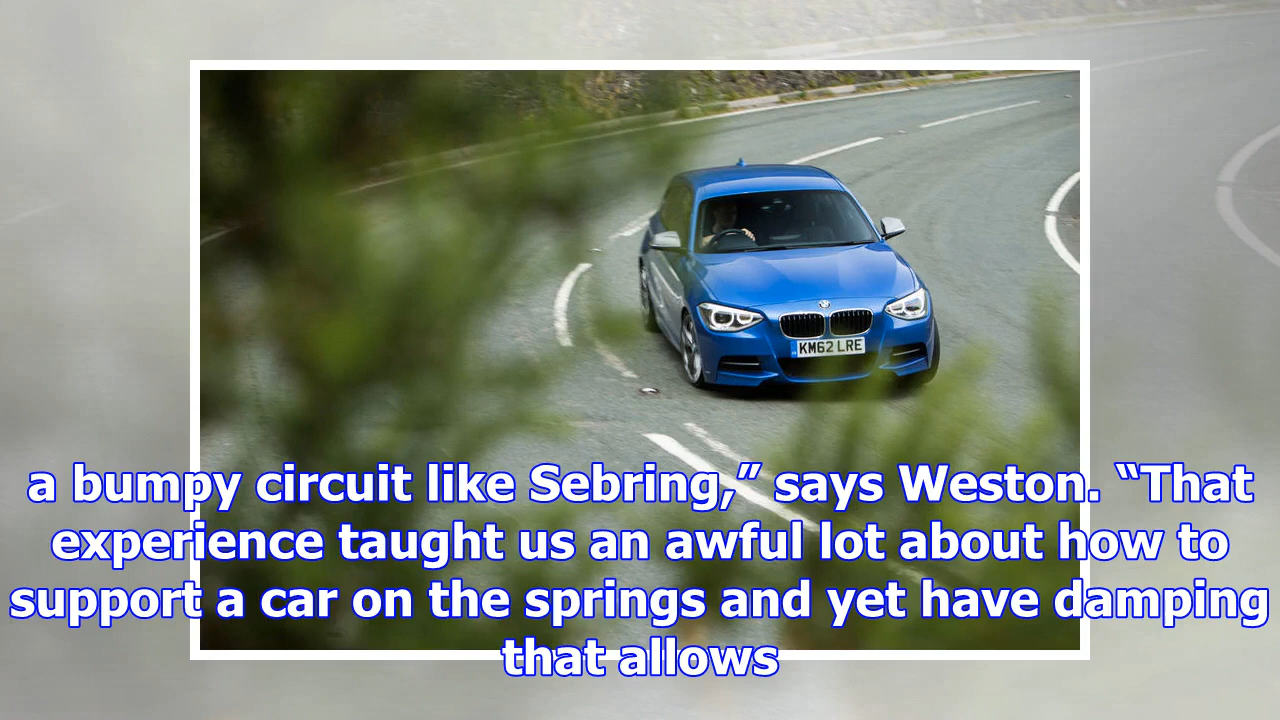 KM62 LRE
a bumpy circuit like Sebring,” says Weston. “That
experience taught us an awful lot about how to
support a car on the springs and yet have damping
that allows